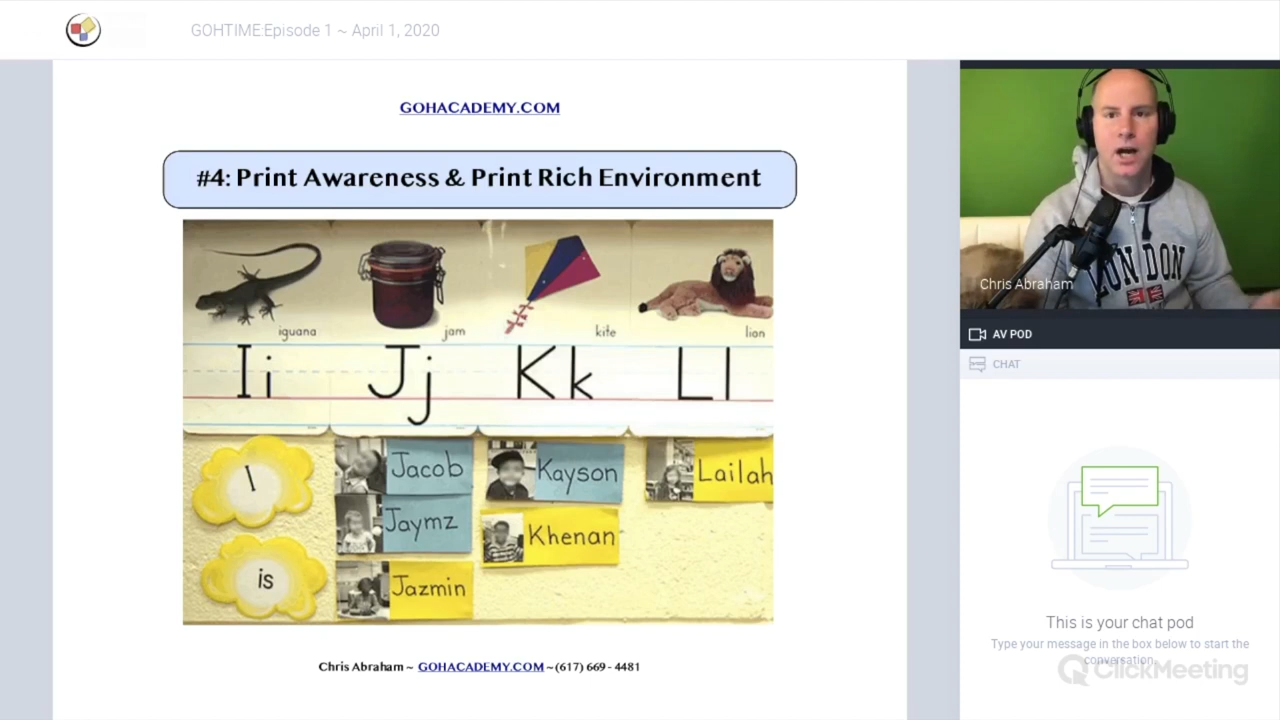 GOHTIME:Episode 1 ~ April 1, 2020
GOHACADEMY.COM
#4: Print Awareness & Print Rich Environment
iguana
jam
kite
lion
Ii
Jj
Kk
Ll
I
Jacob
Kayson
Lailah
Jaymz
Khenan
is
Jazmin
Chris Abraham ~ GOHACADEMY.COM ~ (617) 669 - 4481
LONDON
Chris Abraham
AV POD
CHAT
This is your chat pod
Type your message in the box below to start the
conversation.
ClickMeeting